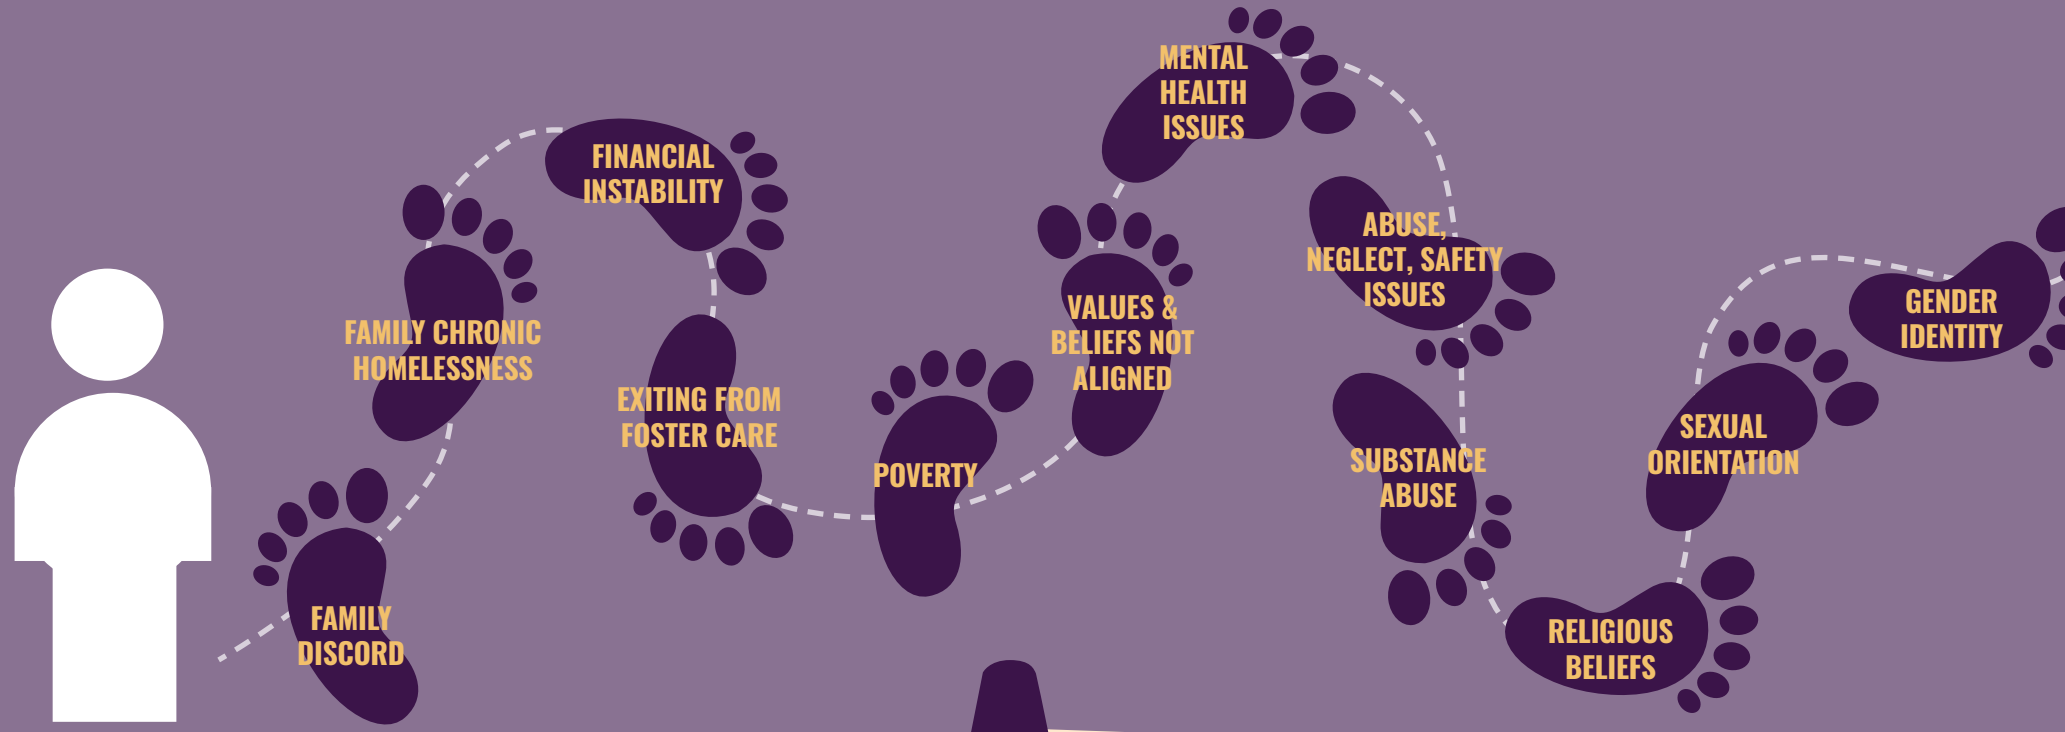 FAMILY
DISCORD
FAMILY CHRONIC
HOMELESSNESS
FINANCIAL
INSTABILITY
EXITING FROM
FOSTER CARE
POVERTY
VALUES &
BELIEFS NOT
ALIGNED
MENTAL
HEALTH
ISSUES
ABUSE,
NEGLECT, SAFETY
ISSUES
SUBSTANCE
ABUSE
RELIGIOUS
BELIEFS
SEXUAL
ORIENTATION
GENDER
IDENTITY